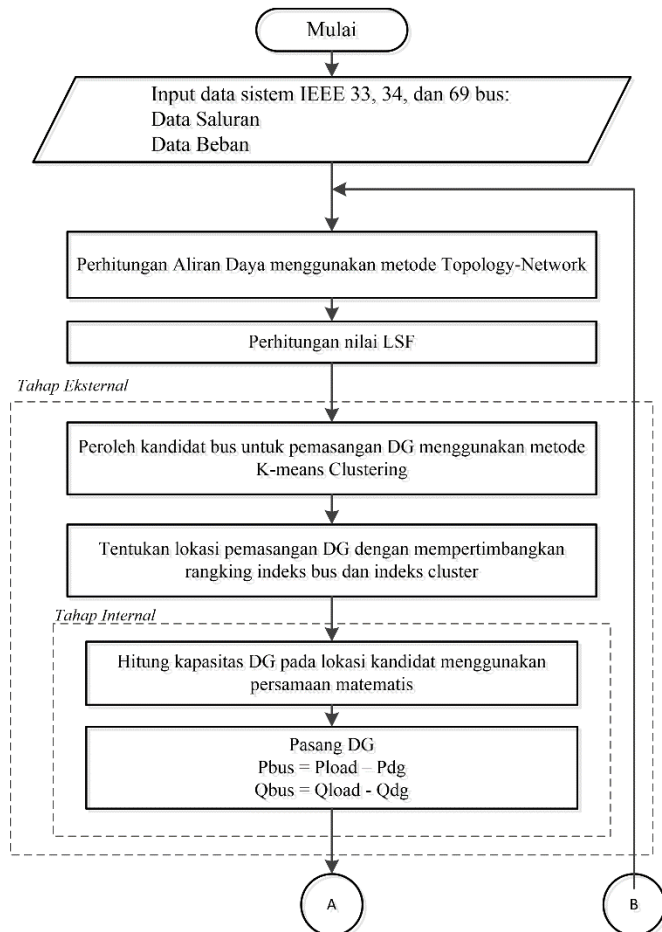 Mulai
Input data sistem IEEE 33, 34, dan 69 bus:
Data Saluran
Data Beban
Perhitungan Aliran Daya menggunakan metode Topology-Network
Perhitungan nilai LSF
Tahap Eksternal
Peroleh kandidat bus untuk pemasangan DG menggunakan metode
K-means Clustering
Tentukan lokasi pemasangan DG dengan mempertimbangkan
rangking indeks bus dan indeks cluster
Tahap Internal
Hitung kapasitas DG pada lokasi kandidat menggunakan
persamaan matematis
Pasang DG
Pbus = Pload – Pdg
Qbus = Qload - Qdg
A
B